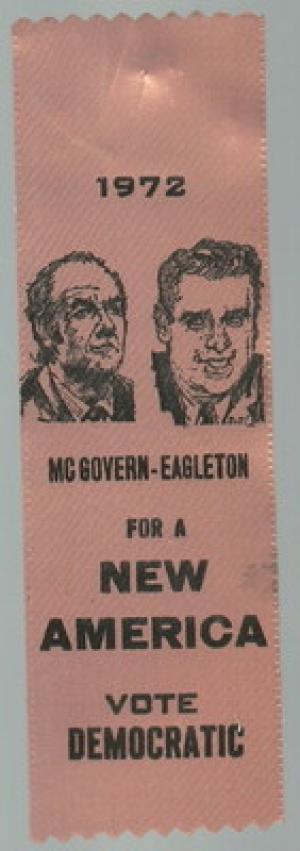 1972
MC GOVERN-EAGLETON
FOR A
NEW
AMERICA
VOTE
DEMOCRATIC